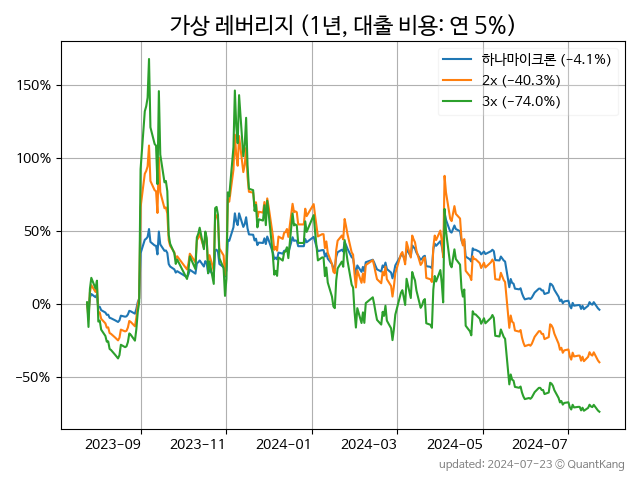 가상 레버리지 (1년, 대출 비용: 연 5%)
하나마이크론 (−4.1%)
2x (−40.3%)
3x (−74.0%)
150%
100%
50%
0%
−50%
2023-09 2023-11 2024-01 2024-03 2024-05 2024-07
updated: 2024-07-23 © QuantKang